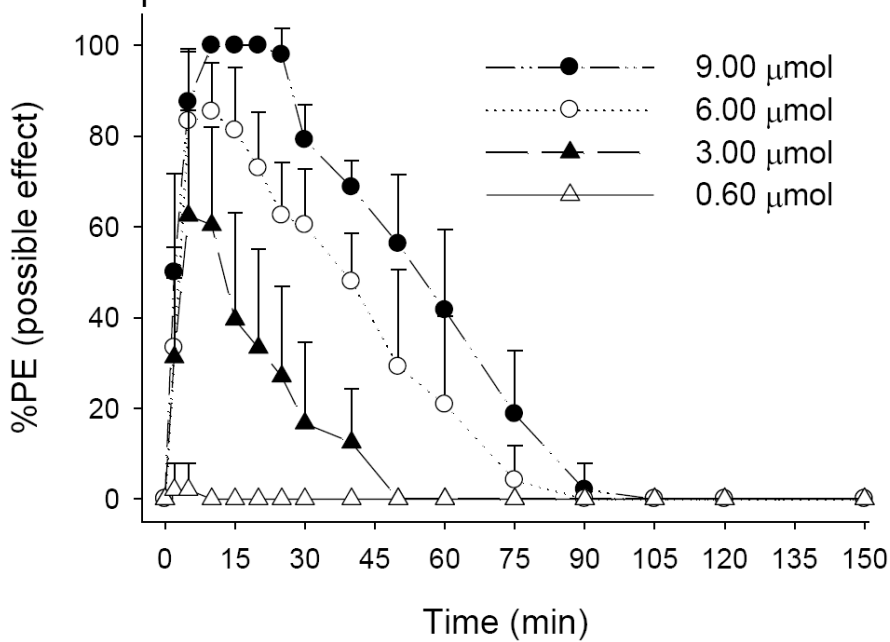 100
80
60
40
20
0
%PE (possible effect)
9.00 μmol
6.00 μmol
3.00 μmol
0.60 μmol
0 15 30 45 60 75 90 105 120 135 150
Time (min)